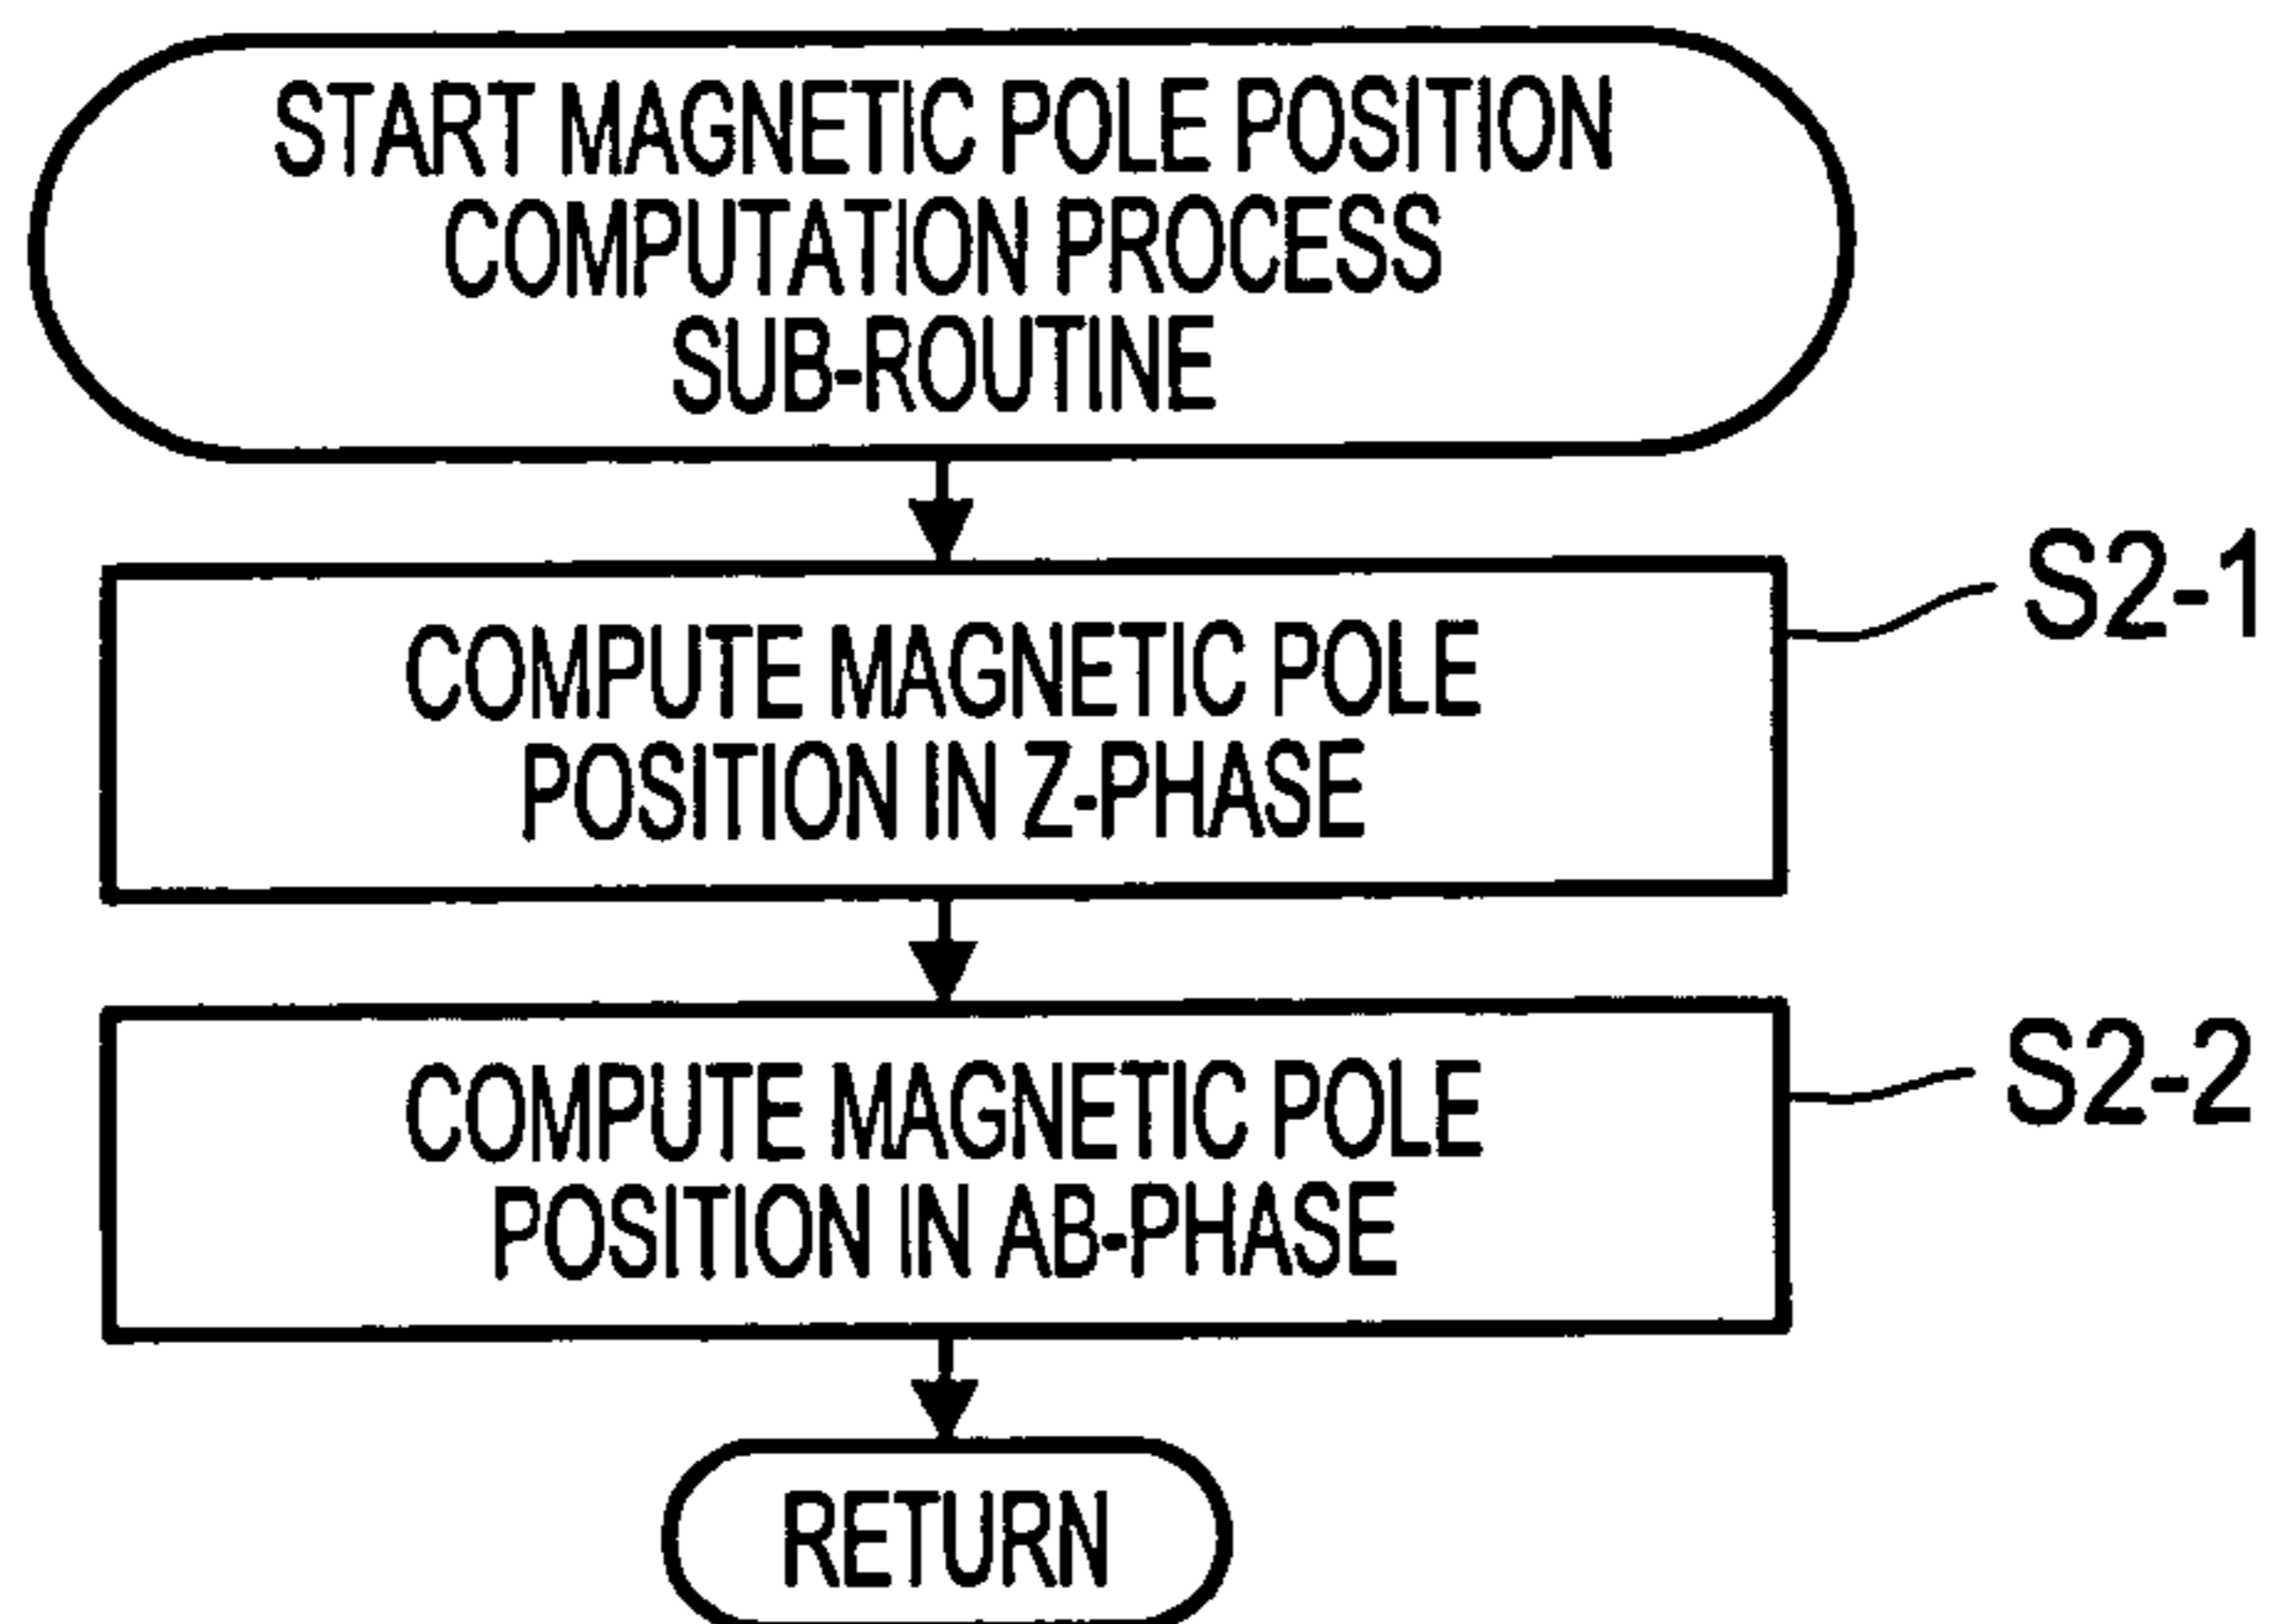 START MAGNETIC POLE POSITION
COMPUTATION PROCESS
SUB-ROUTINE
COMPUTE MAGNETIC POLE
POSITION IN Z-PHASE
S2-1
COMPUTE MAGNETIC POLE
POSITION IN AB-PHASE
S2-2
RETURN